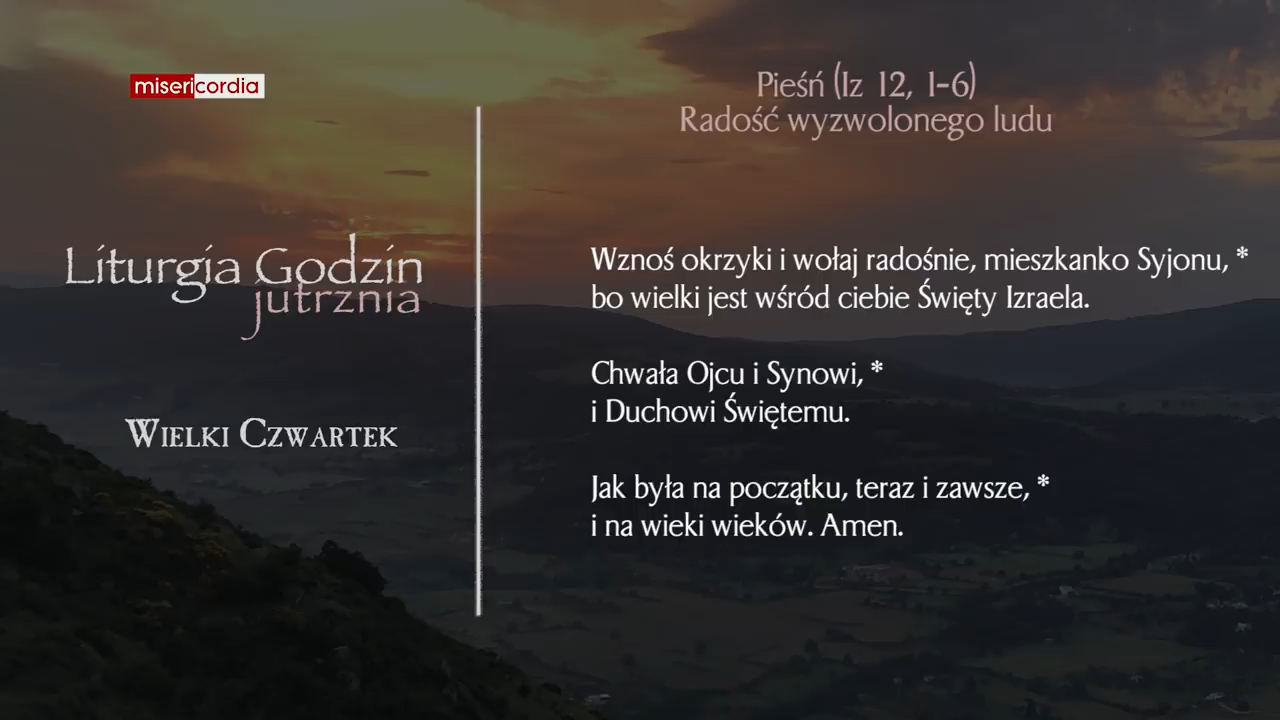 misericordia
Liturgia Godzin
jutrznia
Wielki Czwartek
Pieśń (Iz 12, 1-6)
Radość wyzwolonego ludu
Wznoś okrzyki i wołaj radośnie, mieszkanko Syjonu, *
bo wielki jest wśród ciebie Święty Izraela.
Chwała Ojcu i Synowi, *
i Duchowi Świętemu.
Jak była na początku, teraz i zawsze, *
i na wieki wieków. Amen.